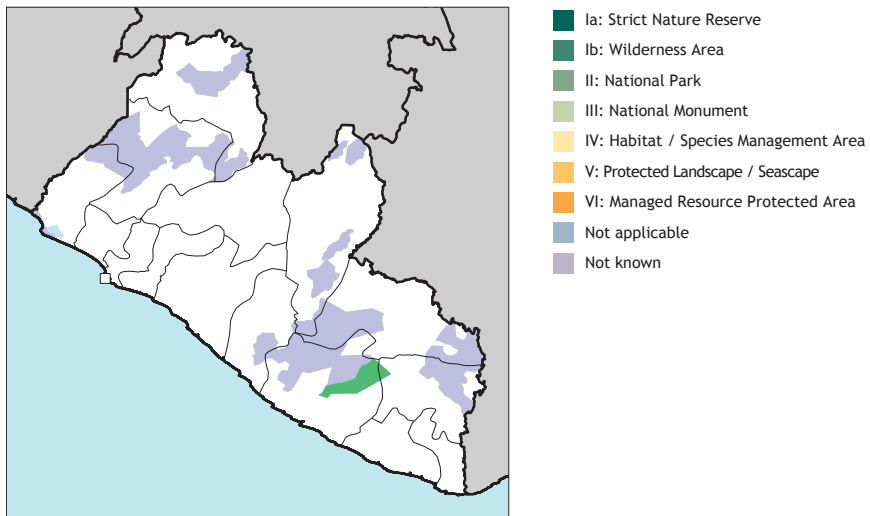 Ia: Strict Nature Reserve
Ib: Wilderness Area
II: National Park
III: National Monument
IV: Habitat / Species Management Area
V: Protected Landscape / Seascape
VI: Managed Resource Protected Area
Not applicable
Not known